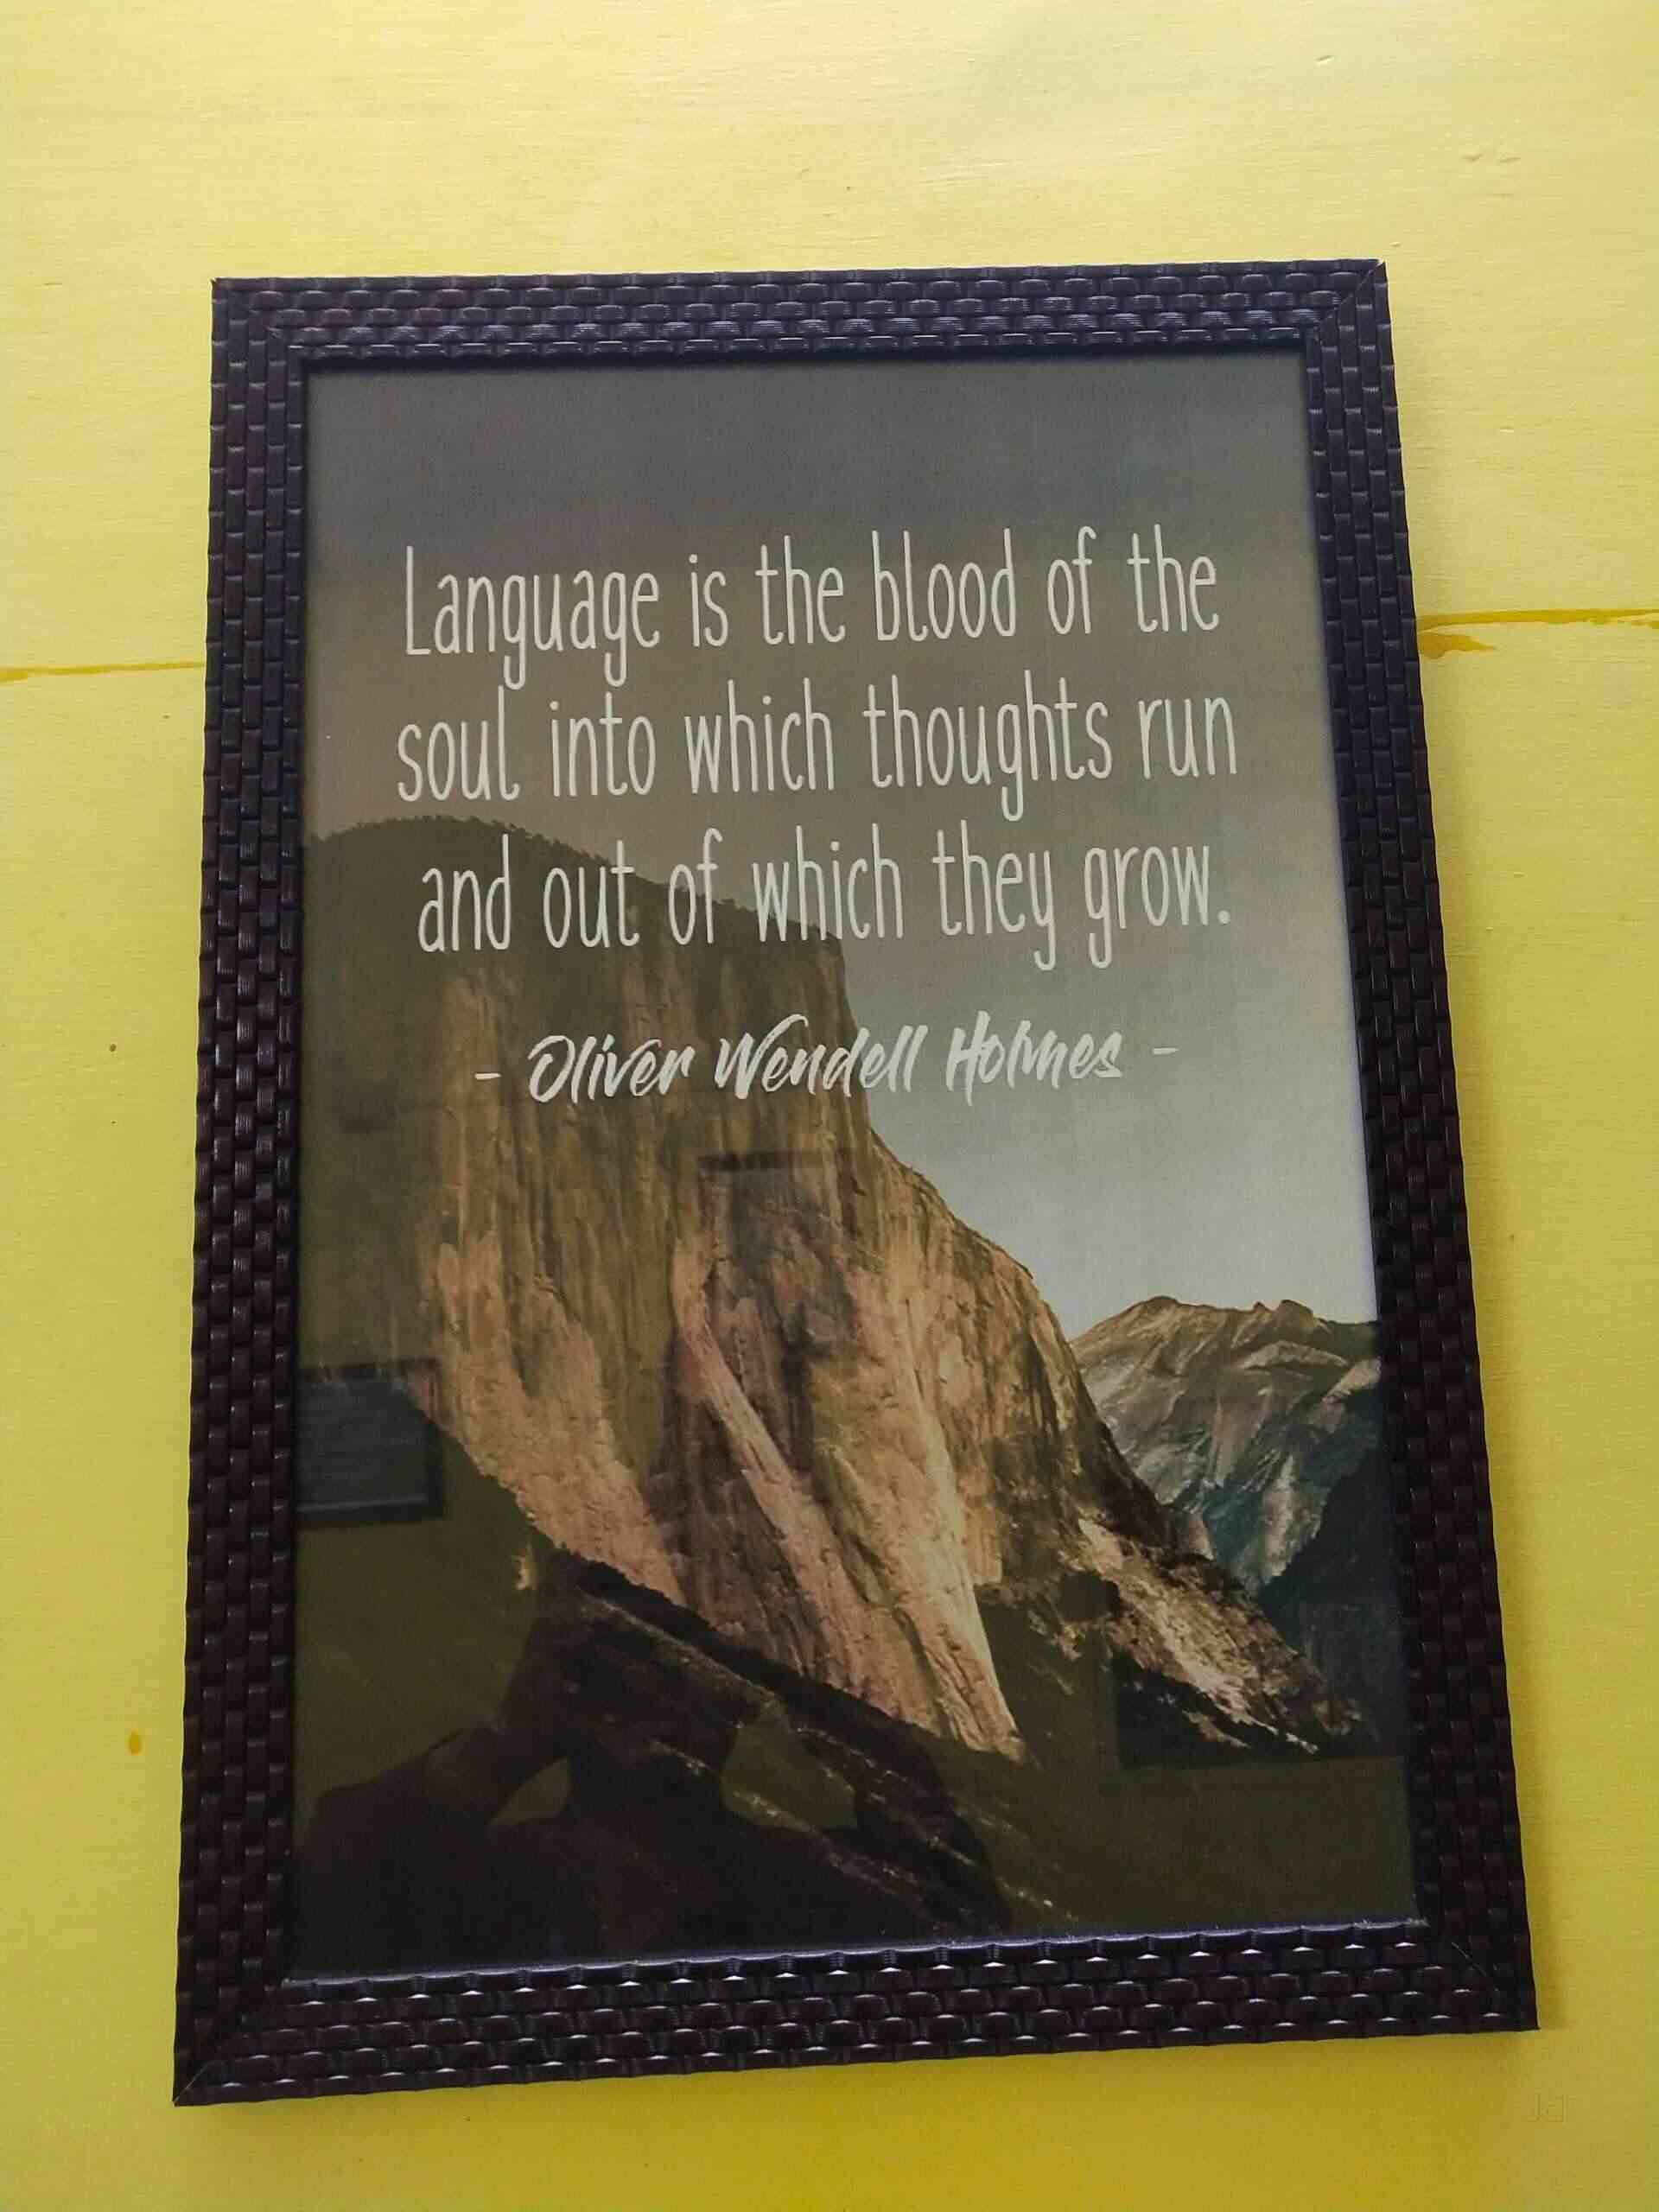 Language is the blood of the
soul into which thoughts run
and out of which they grow.
- Oliver Wendell Holmes -
Jd